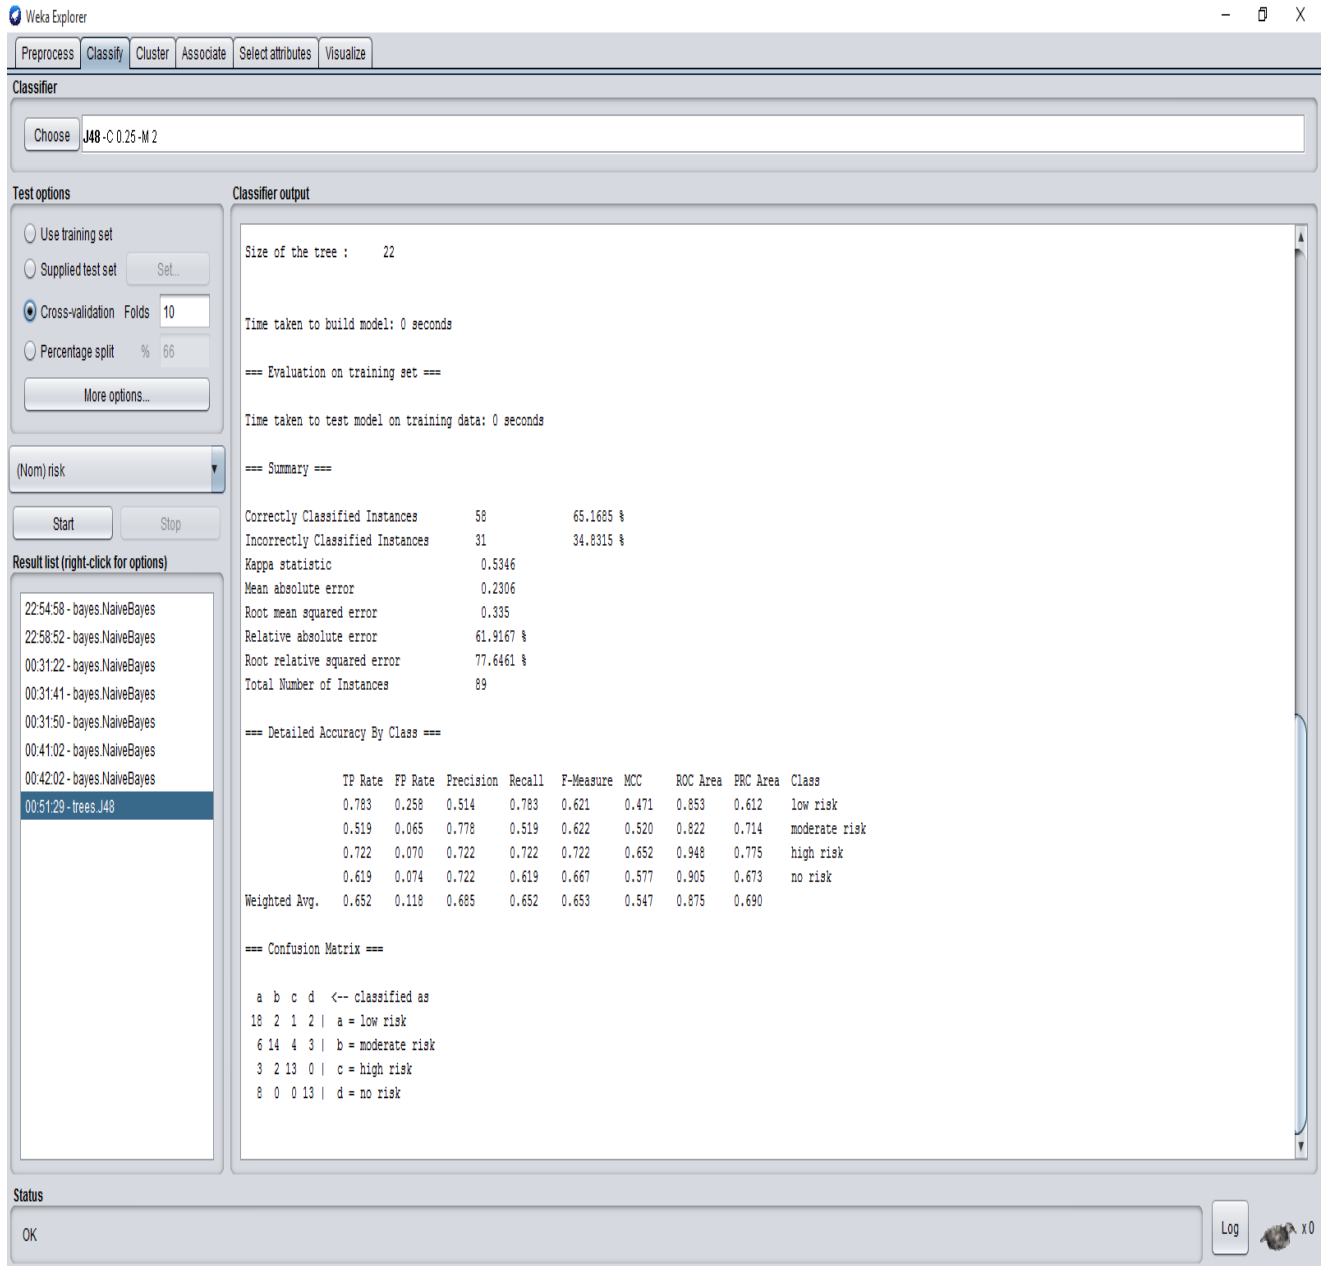 Weka Explorer
Preprocess Classify Cluster Associate Select attributes Visualize
Classifier
Choose J48 -C 0.25 -M 2
Test options
Use training set
Supplied test set Set...
Cross-validation Folds 10
Percentage split % 66
More options...
(Nom) risk
Start Stop
Result list (right-click for options)
22:54:58 - bayes.NaiveBayes
22:58:52 - bayes.NaiveBayes
00:31:22 - bayes.NaiveBayes
00:31:41 - bayes.NaiveBayes
00:31:50 - bayes.NaiveBayes
00:41:02 - bayes.NaiveBayes
00:42:02 - bayes.NaiveBayes
00:51:29 - trees.J48
Classifier output
Size of the tree : 22
Time taken to build model: 0 seconds
=== Evaluation on training set ===
Time taken to test model on training data: 0 seconds
=== Summary ===
Correctly Classified Instances 58 65.1685 %
Incorrectly Classified Instances 31 34.8315 %
Kappa statistic 0.5346
Mean absolute error 0.2306
Root mean squared error 0.335
Relative absolute error 61.9167 %
Root relative squared error 77.6461 %
Total Number of Instances 89
=== Detailed Accuracy By Class ===
TP Rate FP Rate Precision Recall F-Measure MCC ROC Area PRC Area Class
0.783 0.258 0.514 0.783 0.621 0.471 0.853 0.612 low risk
0.519 0.065 0.778 0.519 0.622 0.520 0.822 0.714 moderate risk
0.722 0.070 0.722 0.722 0.722 0.652 0.948 0.775 high risk
0.619 0.074 0.722 0.619 0.667 0.577 0.905 0.673 no risk
Weighted Avg. 0.652 0.118 0.685 0.652 0.653 0.547 0.875 0.690
=== Confusion Matrix ===
a b c d <-- classified as
18 2 1 2 | a = low risk
6 14 4 3 | b = moderate risk
3 2 13 0 | c = high risk
8 0 0 13 | d = no risk
Status
OK
Log
x 0